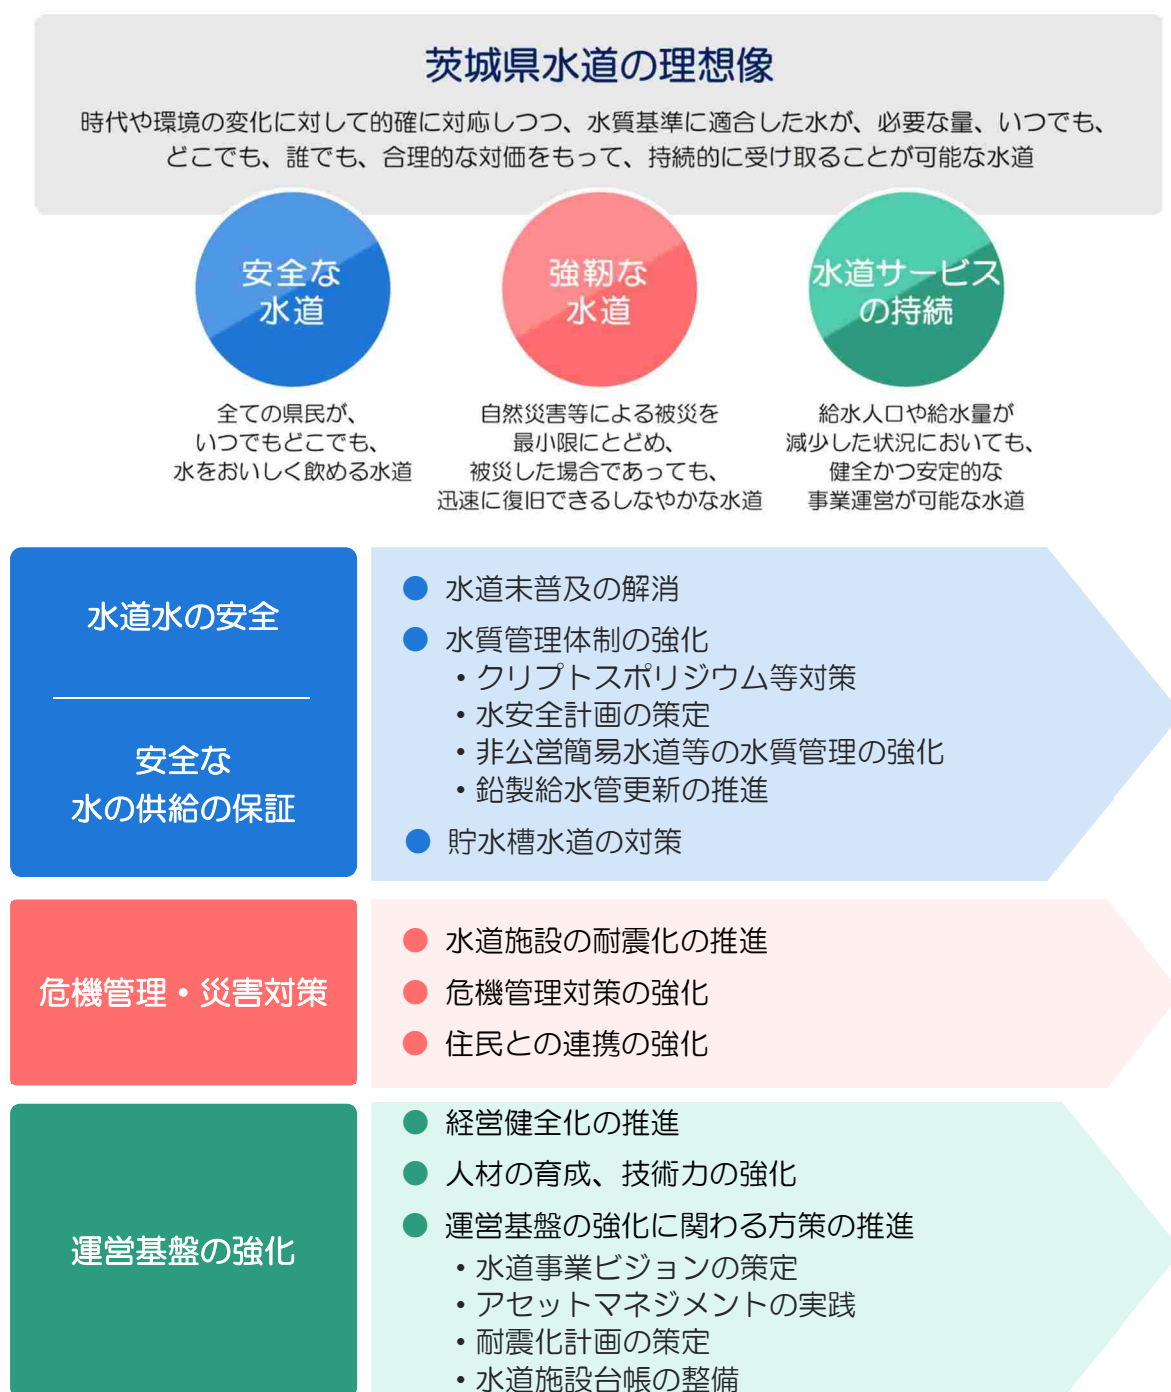 茨城県水道の理想像
時代や環境の変化に対して的確に対応しつつ、水質基準に適合した水が、必要な量、いつでも、
どこでも、誰でも、合理的な対価をもって、持続的に受け取ることが可能な水道
安全な
水道
全ての県民が、
いつでもどこでも、
水をおいしく飲める水道
強靭な
水道
自然災害等による被災を
最小限にとどめ、
被災した場合であっても、
迅速に復旧できるしなやかな水道
水道サービス
の持続
給水人口や給水量が
減少した状況においても、
健全かつ安定的な
事業運営が可能な水道
水道水の安全
安全な
水の供給の保証
● 水道未普及の解消
● 水質管理体制の強化
・クリプトスポリジウム等対策
・水安全計画の策定
・非公営簡易水道等の水質管理の強化
・鉛製給水管更新の推進
● 貯水槽水道の対策
危機管理・災害対策
● 水道施設の耐震化の推進
● 危機管理対策の強化
● 住民との連携の強化
運営基盤の強化
● 経営健全化の推進
● 人材の育成、技術力の強化
● 運営基盤の強化に関わる方策の推進
・水道事業ビジョンの策定
・アセットマネジメントの実践
・耐震化計画の策定
・水道施設台帳の整備